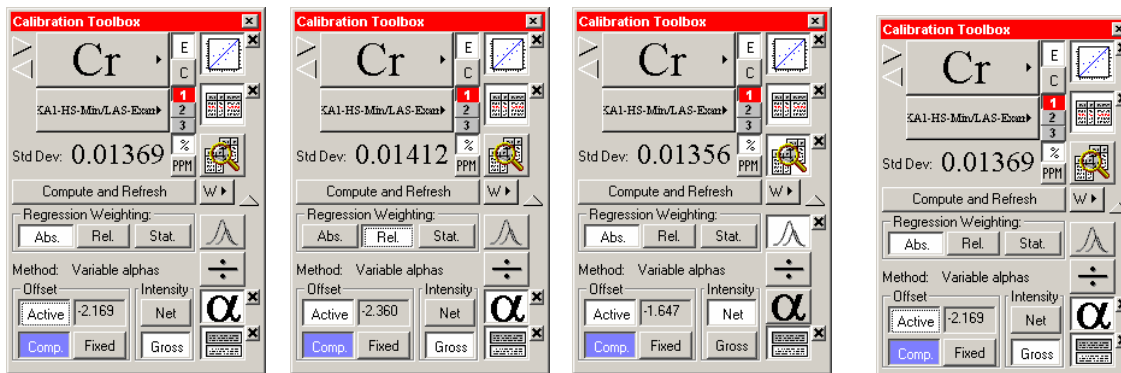 Calibration Toolbox
Cr
E
C
KA1-HS-Min/LAS-Exam
1
2
3
Std Dev: 0.01369
%
PPM
Compute and Refresh
W
Regression Weighting:
Abs. Rel. Stat.
Method: Variable alphas
Offset
Intensity
Active -2.169 Net
α
Comp. Fixed Gross
Calibration Toolbox
Cr
E
C
KA1-HS-Min/LAS-Exam
1
2
3
Std Dev: 0.01412
%
PPM
Compute and Refresh
W
Regression Weighting:
Abs. Rel. Stat.
Method: Variable alphas
Offset
Intensity
Active -2.360 Net
α
Comp. Fixed Gross
Calibration Toolbox
Cr
E
C
KA1-HS-Min/LAS-Exam
1
2
3
Std Dev: 0.01356
%
PPM
Compute and Refresh
W
Regression Weighting:
Abs. Rel. Stat.
Method: Variable alphas
Offset
Intensity
Active -1.647 Net
α
Comp. Fixed Gross
Calibration Toolbox
Cr
E
C
KA1-HS-Min/LAS-Exam
1
2
3
Std Dev: 0.01369
%
PPM
Compute and Refresh
W
Regression Weighting:
Abs. Rel. Stat.
Method: Variable alphas
Offset
Intensity
Active -2.169 Net
α
Comp. Fixed Gross